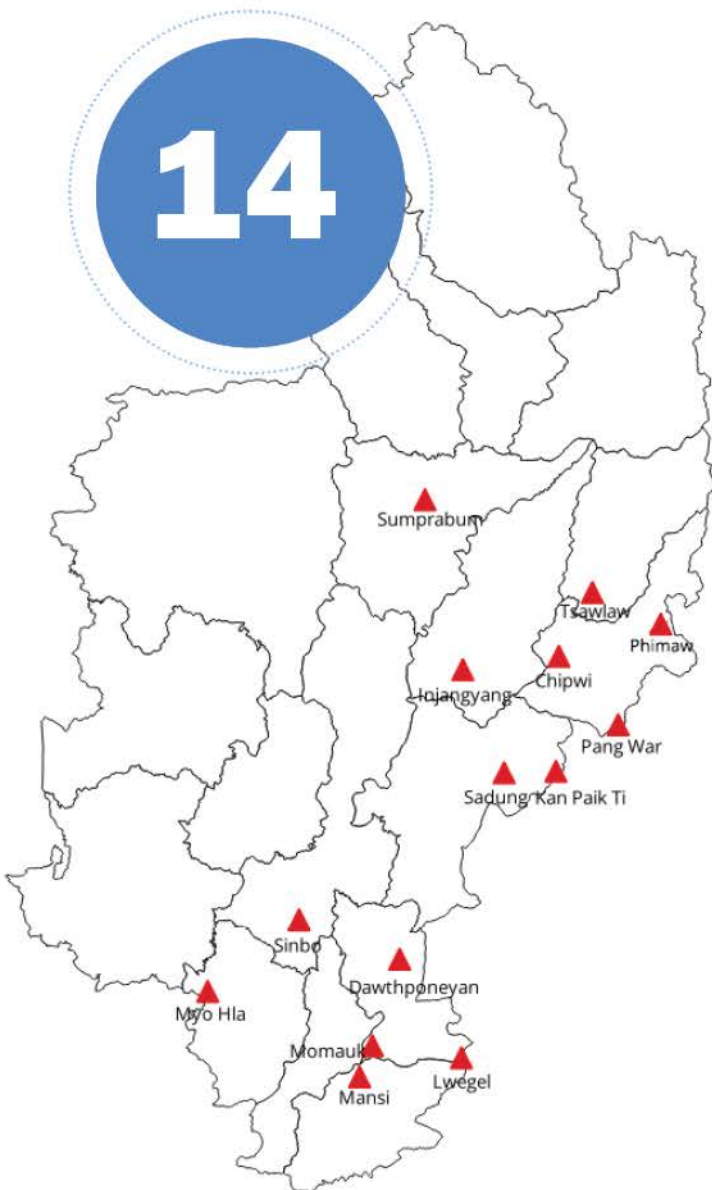 14
Sumprabum
Tsawlaw
Phimaw
Chipwi
Injangyang
Pang War
Sadung
Kan Paik Ti
Sinbo
Dawthponeyan
Myo Hla
Momauk
Lwegel
Mansi